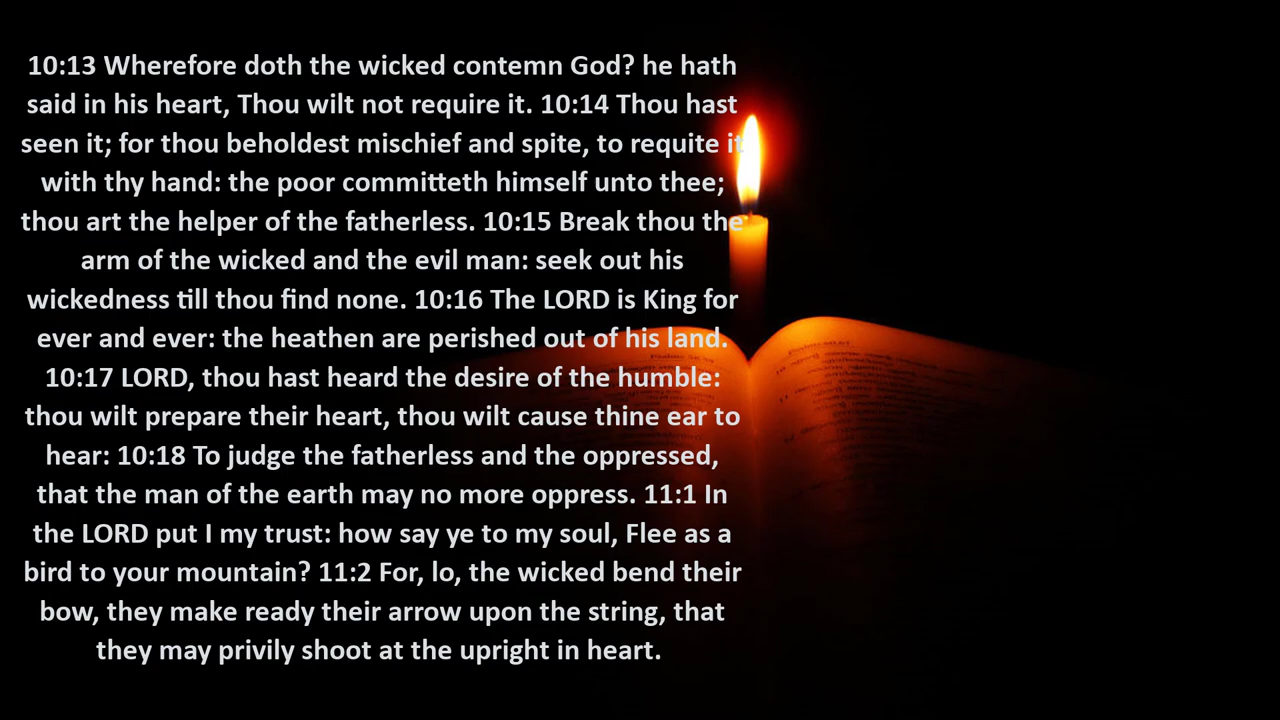 10:13 Wherefore doth the wicked contemn God? he hath
said in his heart, Thou wilt not require it. 10:14 Thou hast
seen it; for thou beholdest mischief and spite, to requite it
with thy hand: the poor committeth himself unto thee;
thou art the helper of the fatherless. 10:15 Break thou the
arm of the wicked and the evil man: seek out his
wickedness till thou find none. 10:16 The LORD is King for
ever and ever: the heathen are perished out of his land.
10:17 LORD, thou hast heard the desire of the humble:
thou wilt prepare their heart, thou wilt cause thine ear to
hear: 10:18 To judge the fatherless and the oppressed,
that the man of the earth may no more oppress. 11:1 In
the LORD put I my trust: how say ye to my soul, Flee as a
bird to your mountain? 11:2 For, lo, the wicked bend their
bow, they make ready their arrow upon the string, that
they may privily shoot at the upright in heart.